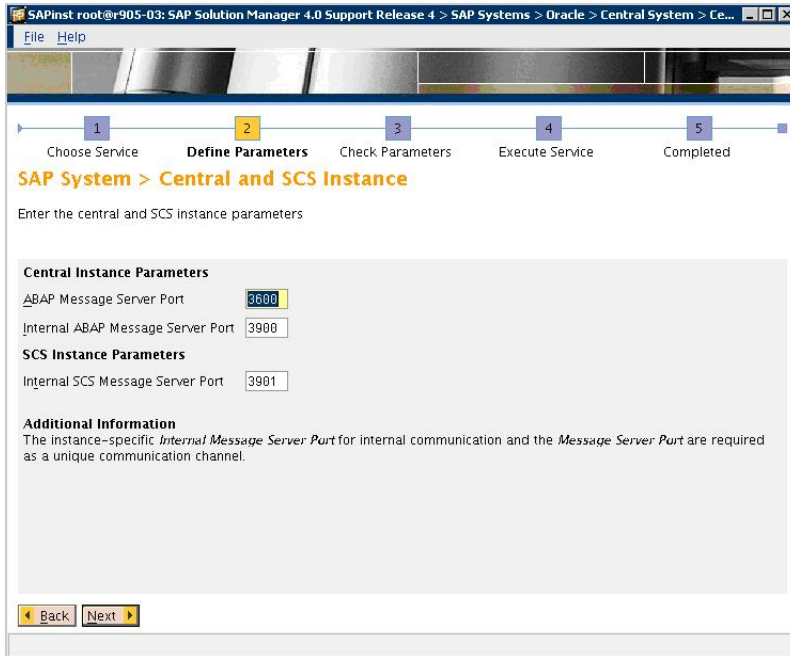 SAPinst root@r905-03: SAP Solution Manager 4.0 Support Release 4 > SAP Systems > Oracle > Central System > Ce...
File Help
1 2 3 4 5
Choose Service Define Parameters Check Parameters Execute Service Completed
SAP System > Central and SCS Instance
Enter the central and SCS instance parameters
Central Instance Parameters
ABAP Message Server Port 3600
Internal ABAP Message Server Port 3900
SCS Instance Parameters
Internal SCS Message Server Port 3901
Additional Information
The instance-specific Internal Message Server Port for internal communication and the Message Server Port are required
as a unique communication channel.
Back Next